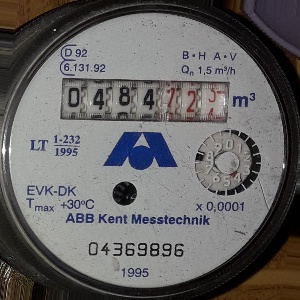 D 92
6.131.92
B · H A · V
Qn 1,5 m³/h
048472
m³
LT 1-232
1995
EVK-DK
Tmax +30°C
x 0,0001
ABB Kent Messtechnik
04369896
1995